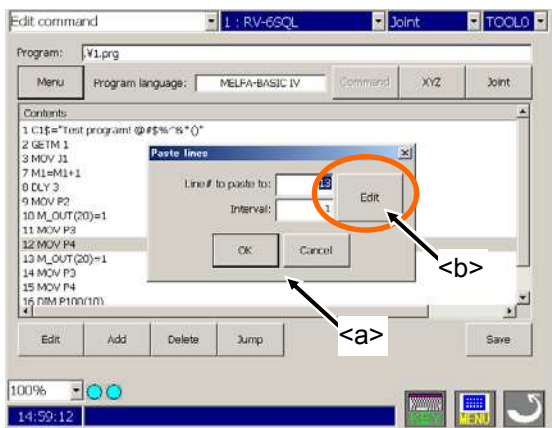 Edit command 1 : RV-6SQL Joint TOOL0
Program: .¥1.prg
Menu Program language: MELFA-BASIC IV Command XYZ Joint
Contents
1 C1$="Test program! @#$%^&*()"
2 GETM 1
3 MOV J1
7 M1=M1+1
8 DLY 3
9 MOV P2
10 M_OUT(20)=1
11 MOV P3
12 MOV P4
13 M_OUT(20)=1
14 MOV P3
15 MOV P4
16 DIM P100(10)
Paste lines
Line# to paste to: 13
Interval: 1
Edit
OK Cancel
<b>
<a>
Edit Add Delete Jump Save
100%
14:59:12
KEY MENU